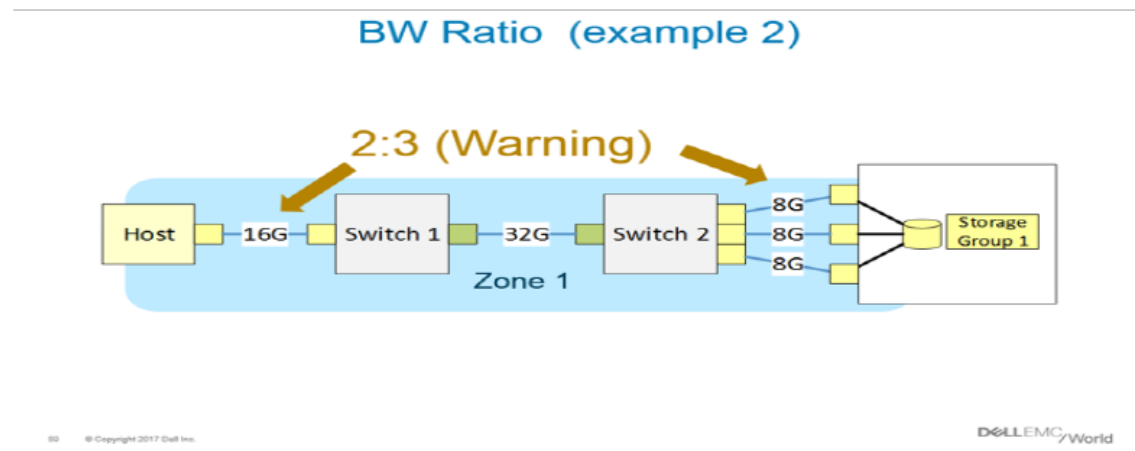 BW Ratio (example 2)
2:3 (Warning)
Host
16G
Switch 1
32G
Switch 2
8G
8G
8G
Storage
Group 1
Zone 1
© Copyright 2017 Dell Inc.
DELLEMC/World